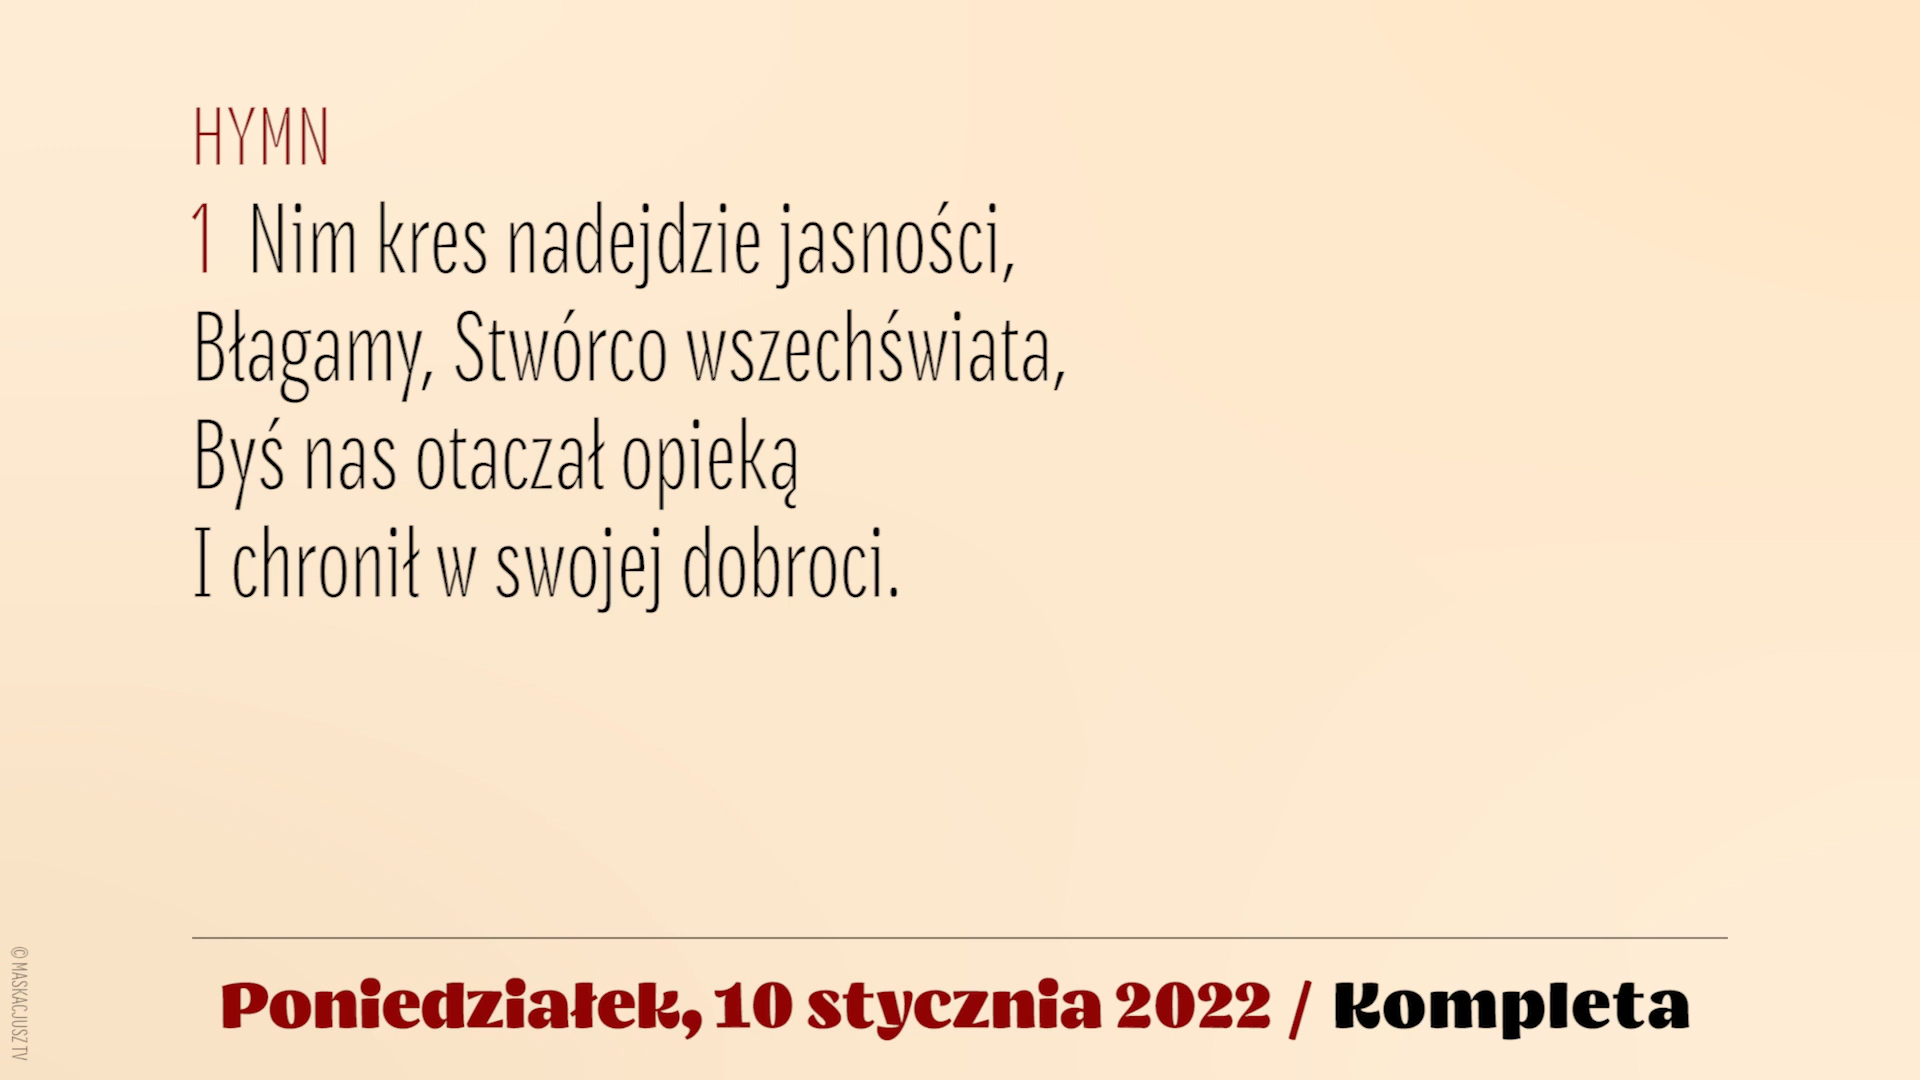 HYMN
1 Nim kres nadejdzie jasności,
Błagamy, Stwórco wszechświata,
Byś nas otaczał opieką
I chronił w swojej dobroci.
Poniedziałek, 10 stycznia 2022 / Kompleta
© MASKACJUSZ TV